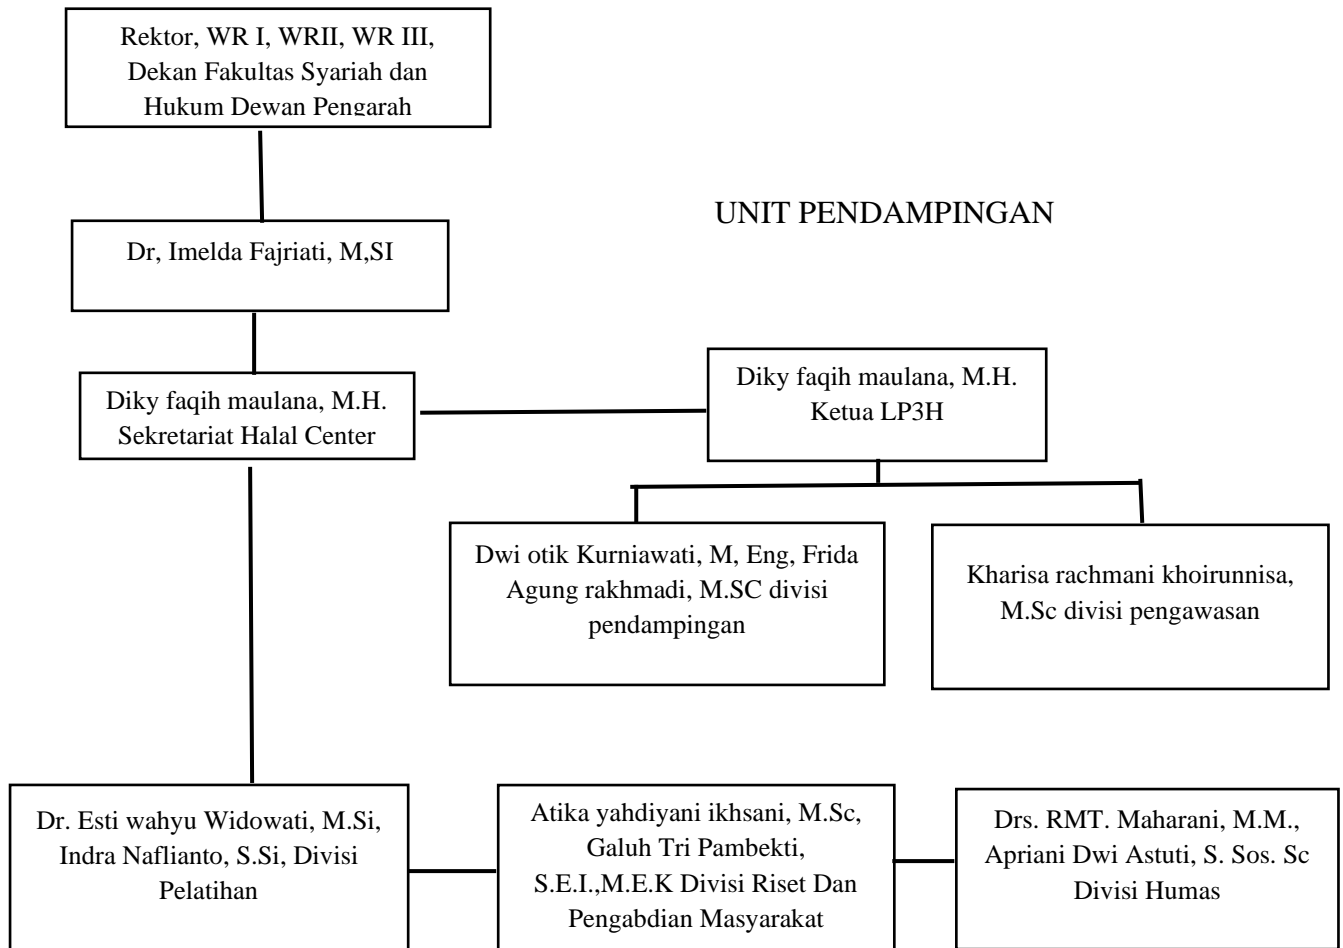 Rektor, WR I, WRII, WR III,
Dekan Fakultas Syariah dan
Hukum Dewan Pengarah
UNIT PENDAMPINGAN
Dr, Imelda Fajriati, M,SI
Diky faqih maulana, M.H.
Sekretariat Halal Center
Diky faqih maulana, M.H.
Ketua LP3H
Dwi otik Kurniawati, M, Eng, Frida
Agung rakhmadi, M.SC divisi
pendampingan
Kharisa rachmani khoirunnisa,
M.Sc divisi pengawasan
Dr. Esti wahyu Widowati, M.Si,
Indra Naflianto, S.Si, Divisi
Pelatihan
Atika yahdiyani ikhsani, M.Sc,
Galuh Tri Pambekti,
S.E.I.,M.E.K Divisi Riset Dan
Pengabdian Masyarakat
Drs. RMT. Maharani, M.M.,
Apriani Dwi Astuti, S. Sos. Sc
Divisi Humas